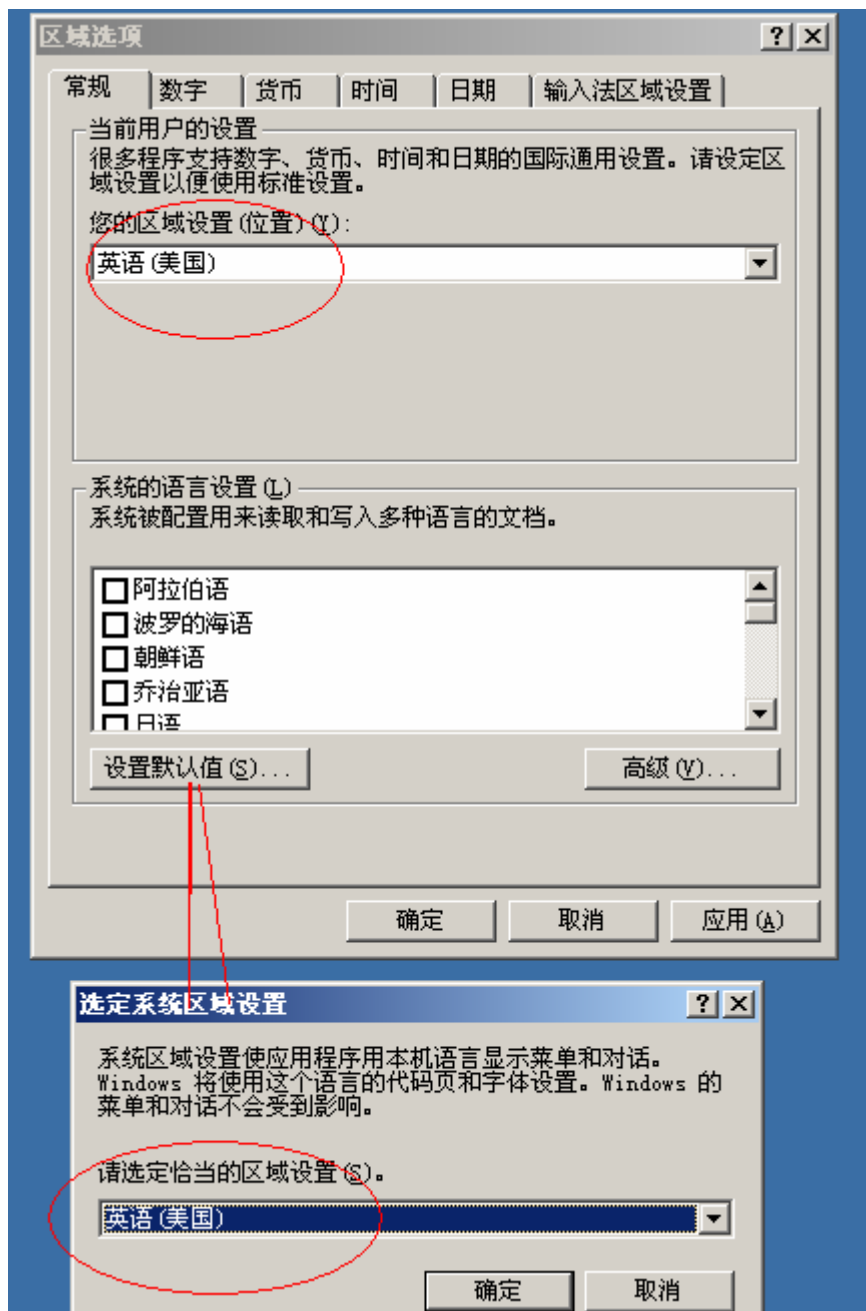 区域选项
常规 数字 货币 时间 日期 输入法区域设置
当前用户的设置
很多程序支持数字、货币、时间和日期的国际通用设置。请设定区
域设置以便使用标准设置。
您的区域设置(位置)(Y):
英语(美国)
系统的语言设置(L)
系统被配置用来读取和写入多种语言的文档。
阿拉伯语
波罗的海语
朝鲜语
乔治亚语
日语
设置默认值(S)... 高级(V)...
确定 取消 应用(A)
选定系统区域设置
系统区域设置使应用程序用本机语言显示菜单和对话。
Windows 将使用这个语言的代码页和字体设置。Windows 的
菜单和对话不会受到影响。
请选定恰当的区域设置(S)。
英语(美国)
确定 取消